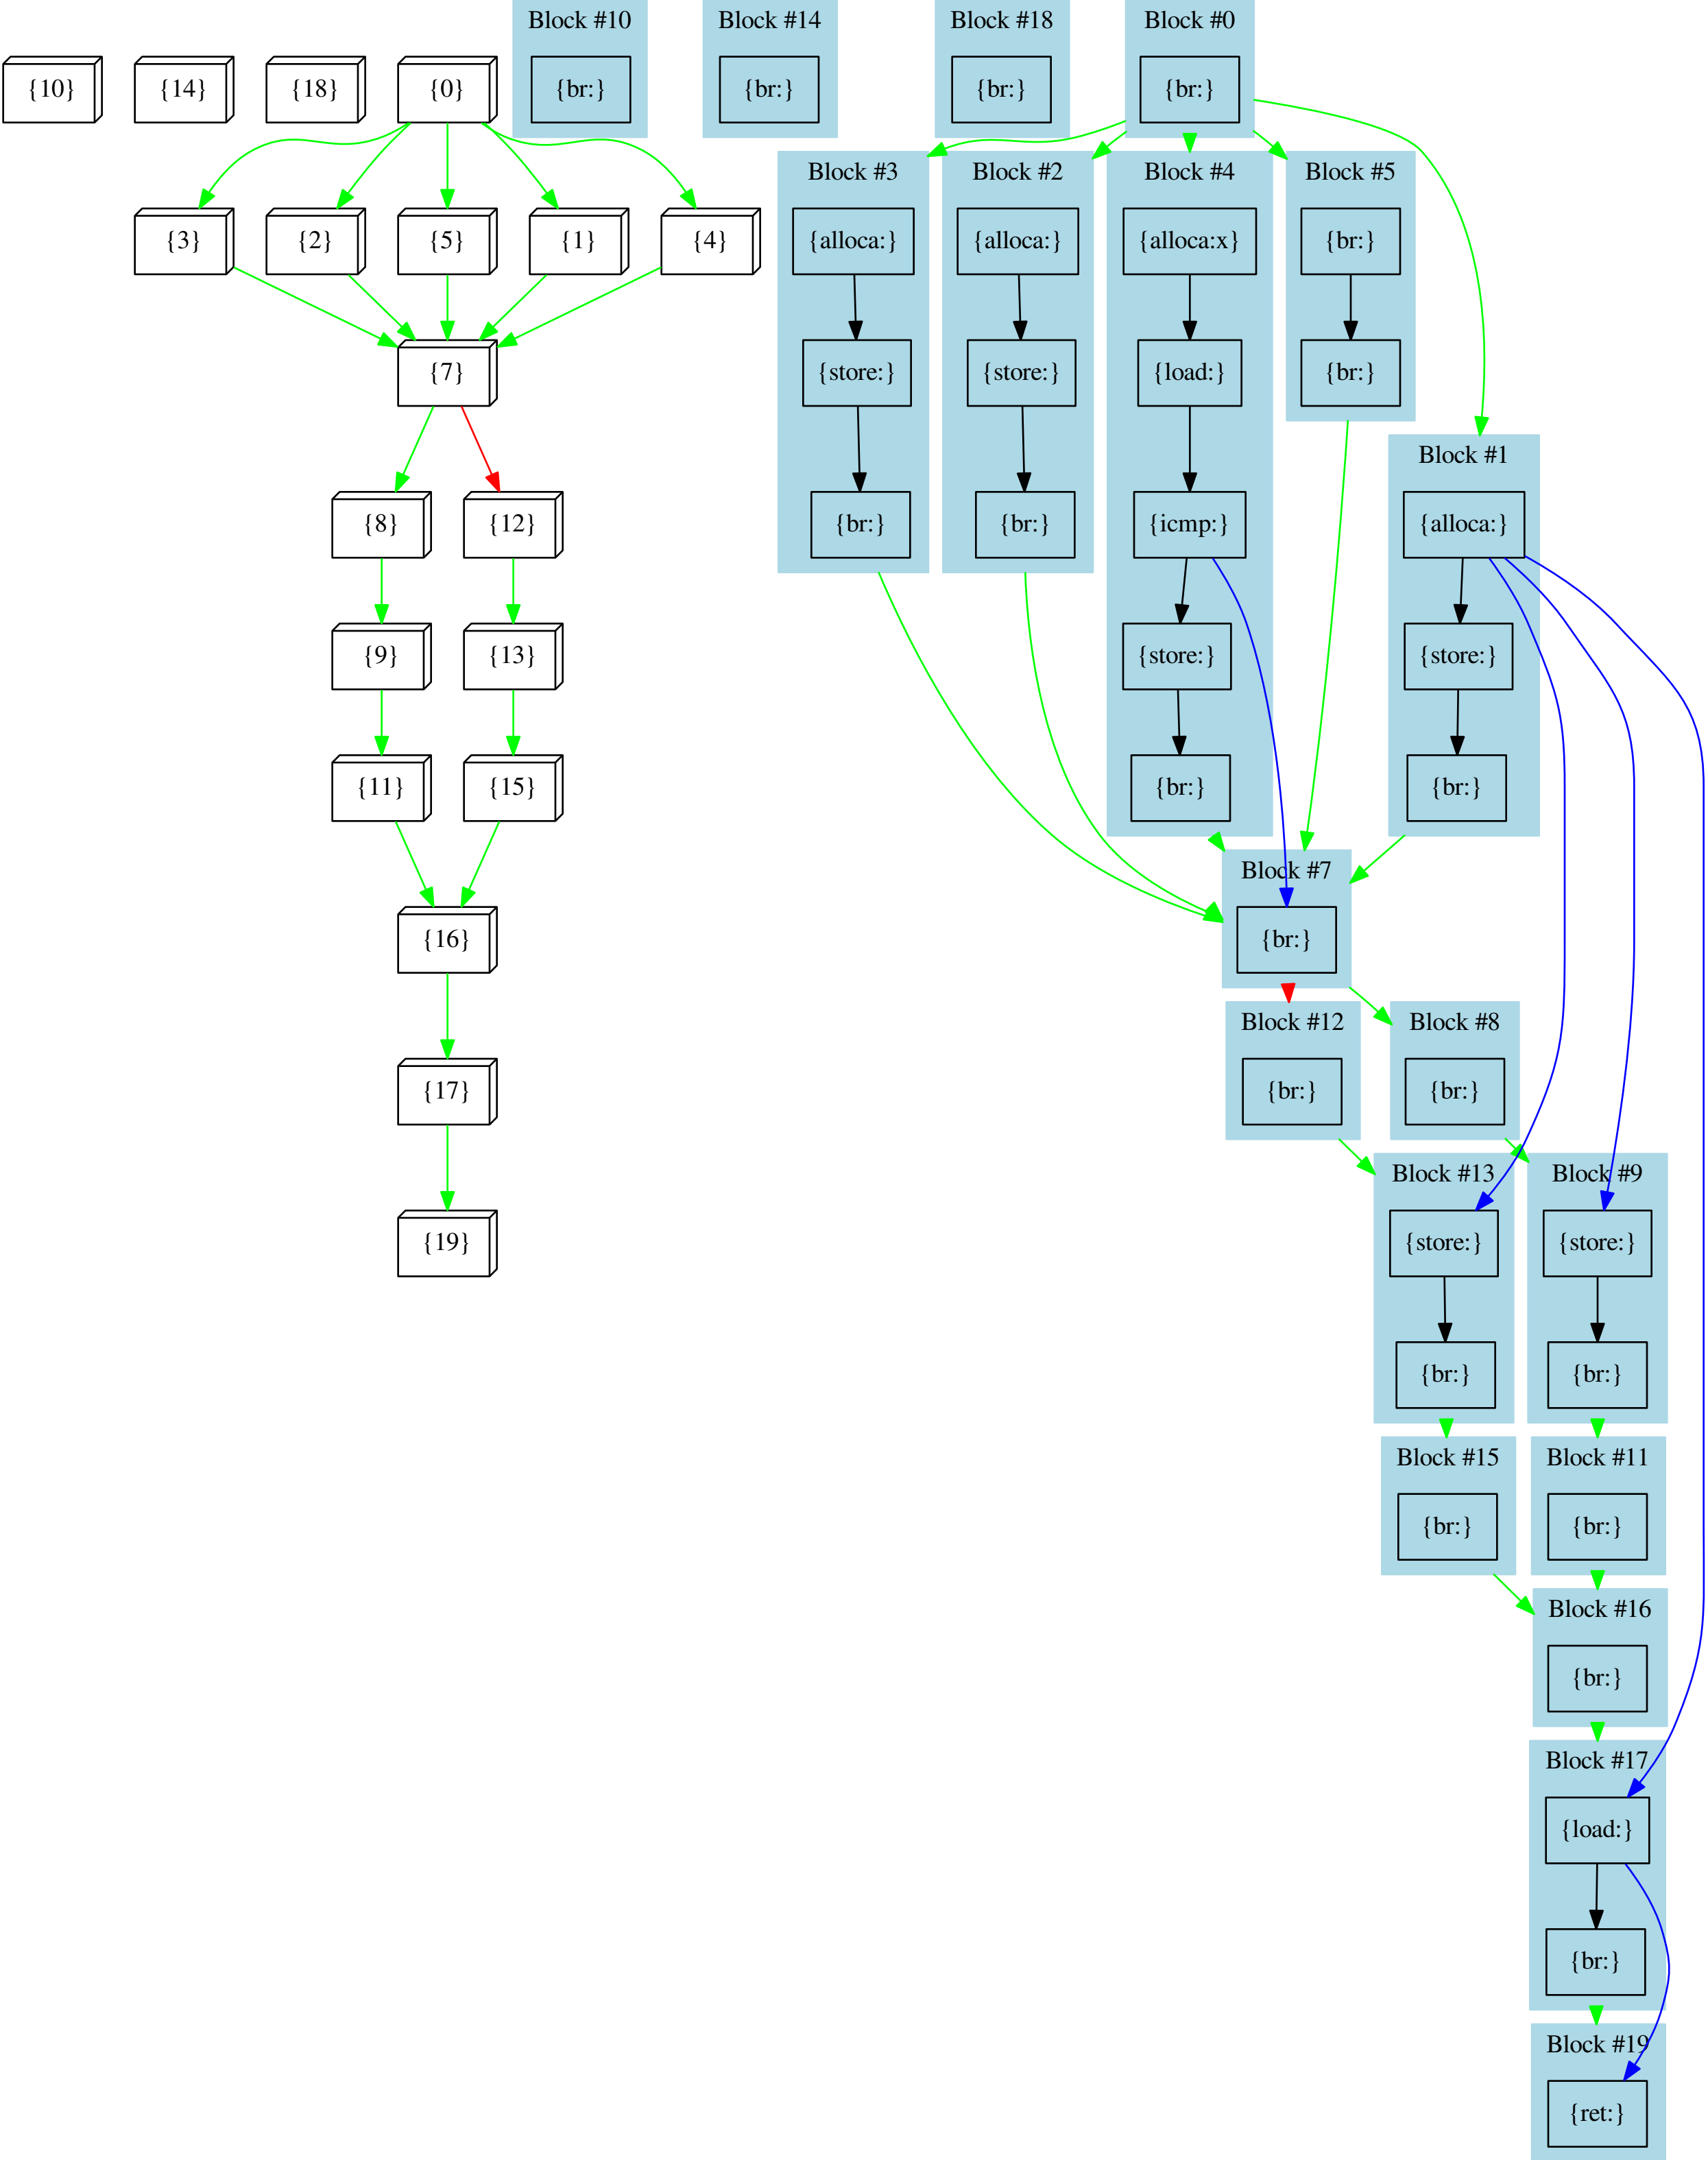 Block #10
Block #14
Block #18
Block #0
{10}
{14}
{18}
{0}
{br:}
{br:}
{br:}
{br:}
Block #3
Block #2
Block #4
Block #5
{3}
{2}
{5}
{1}
{4}
{alloca:}
{alloca:}
{alloca:x}
{br:}
{7}
{store:}
{store:}
{load:}
{br:}
Block #1
{8}
{12}
{br:}
{br:}
{icmp:}
{alloca:}
{9}
{13}
{store:}
{store:}
{11}
{15}
{br:}
{br:}
Block #7
{16}
{br:}
Block #12
Block #8
{17}
{br:}
{br:}
Block #13
Block #9
{19}
{store:}
{store:}
{br:}
{br:}
Block #15
Block #11
{br:}
{br:}
Block #16
{br:}
Block #17
{load:}
{br:}
Block #19
{ret:}